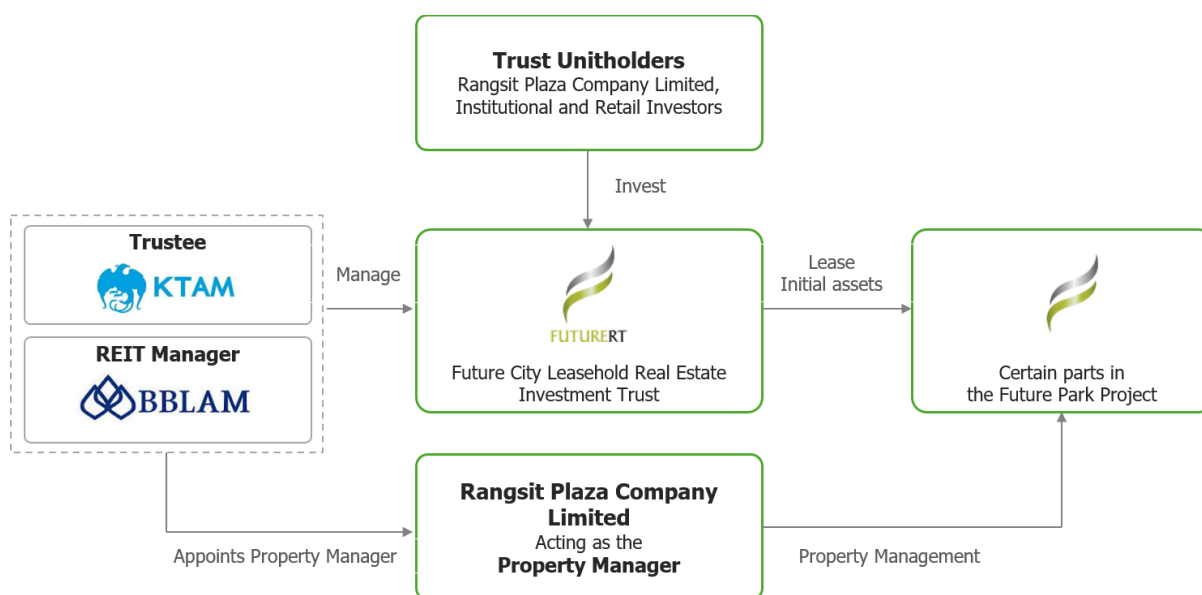 Trust Unitholders
Rangsit Plaza Company Limited,
Institutional and Retail Investors
Invest
Trustee
KTAM
REIT Manager
BBLAM
Manage
FUTURERT
Future City Leasehold Real Estate
Investment Trust
Lease
Initial assets
Certain parts in
the Future Park Project
Appoints Property Manager
Rangsit Plaza Company
Limited
Acting as the
Property Manager
Property Management